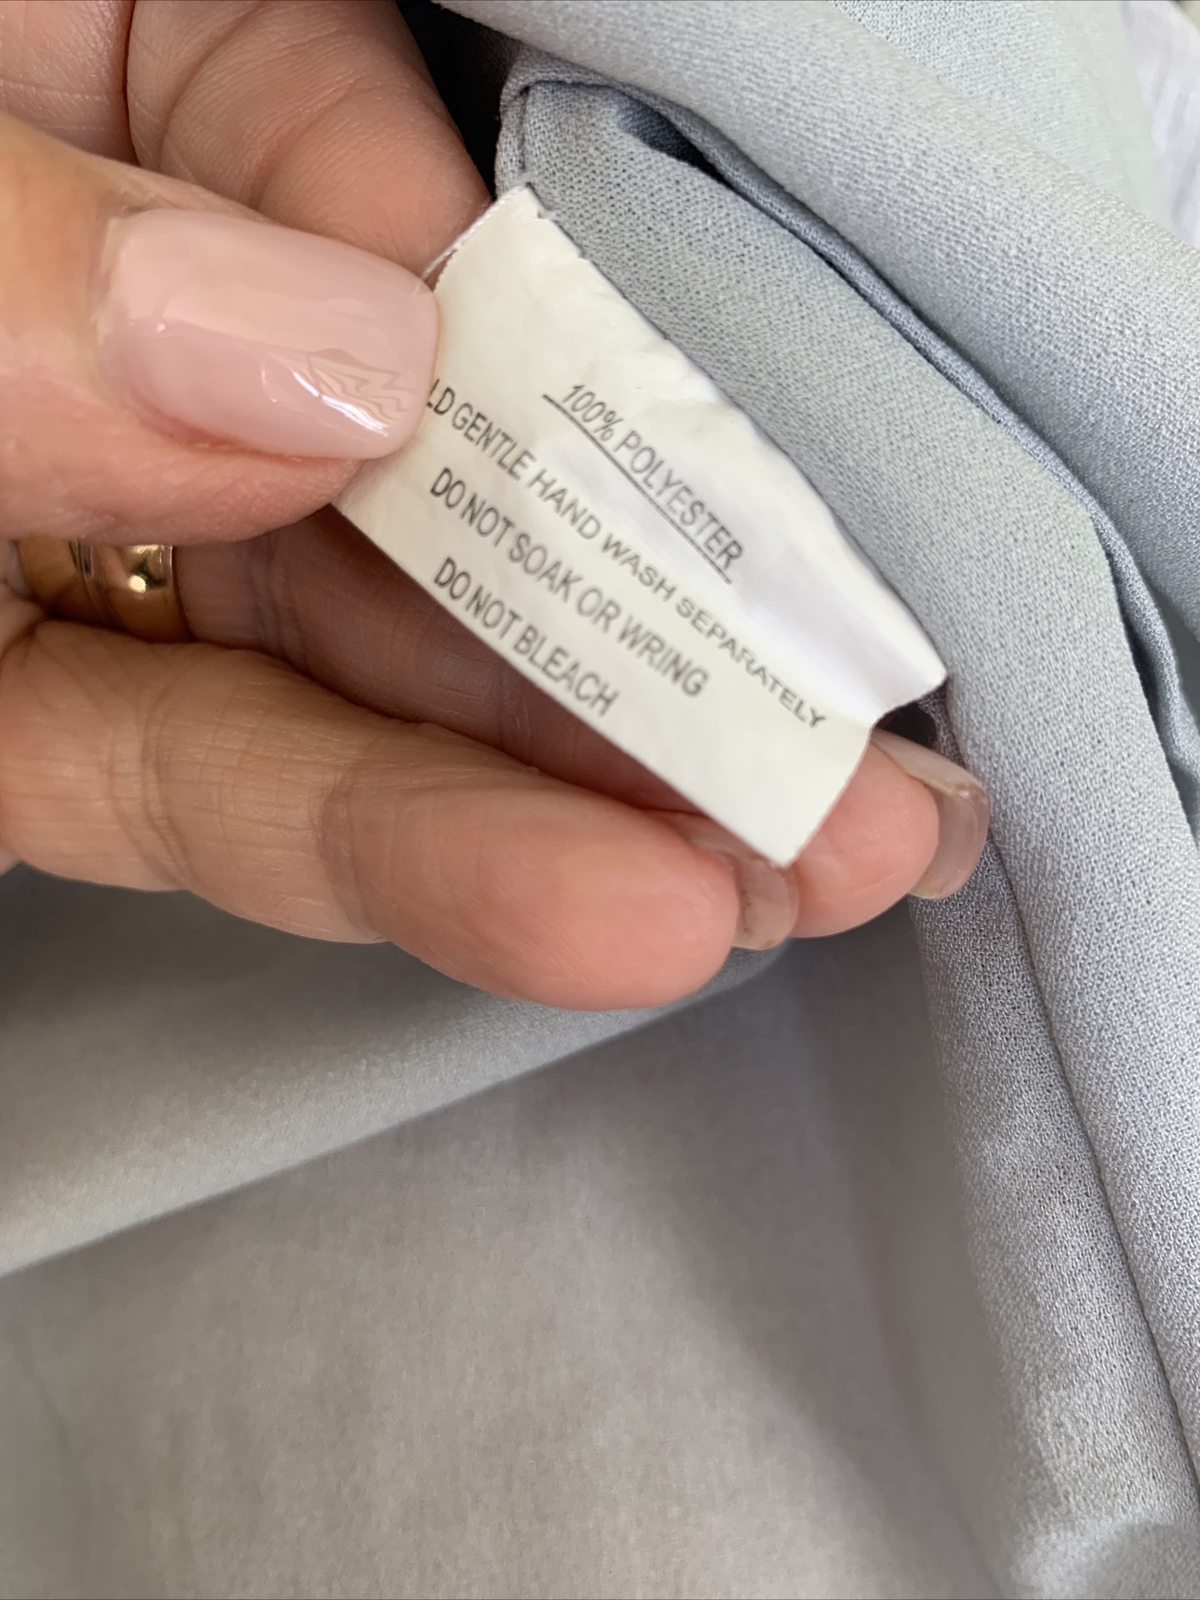 100% POLYESTER
LD GENTLE HAND WASH SEPARATELY
DO NOT SOAK OR WRING
DO NOT BLEACH